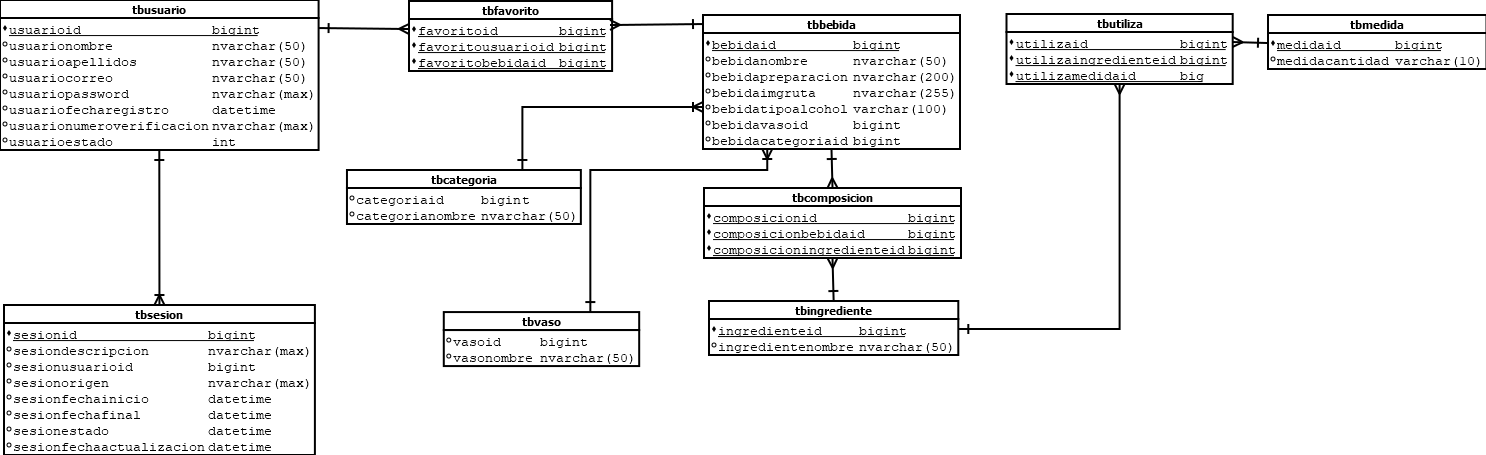 tbusuario
usuarioid bigint
usuarionombre nvarchar(50)
usuarioapellidos nvarchar(50)
usuariocorreo nvarchar(50)
usuariopassword nvarchar(max)
usuariofecharegistro datetime
usuarionumeroverificacion nvarchar(max)
usuarioestado int
tbfavorito
favoritoid bigint
favoritousuarioid bigint
favoritobebidaid bigint
tbbebida
bebidaid bigint
bebidanombre nvarchar(50)
bebidapreparacion nvarchar(200)
bebidaimgruta nvarchar(255)
bebidatipoalcohol varchar(100)
bebidavasoid bigint
bebidacategoriaid bigint
tbutiliza
utilizaid bigint
utilizaingredienteid bigint
utilizamedidaid big
tbmedida
medidaid bigint
medidacantidad varchar(10)
tbcategoria
categoriaid bigint
categorianombre nvarchar(50)
tbcomposicion
composicionid bigint
composicionbebidaid bigint
composicioningredienteid bigint
tbsesion
sesionid bigint
sesiondescripcion nvarchar(max)
sesionusuarioid bigint
sesionorigen nvarchar(max)
sesionfechainicio datetime
sesionfechafinal datetime
sesionestado datetime
sesionfechaactualizacion datetime
tbvaso
vasoid bigint
vasonombre nvarchar(50)
tbingrediente
ingredienteid bigint
ingredientenombre nvarchar(50)